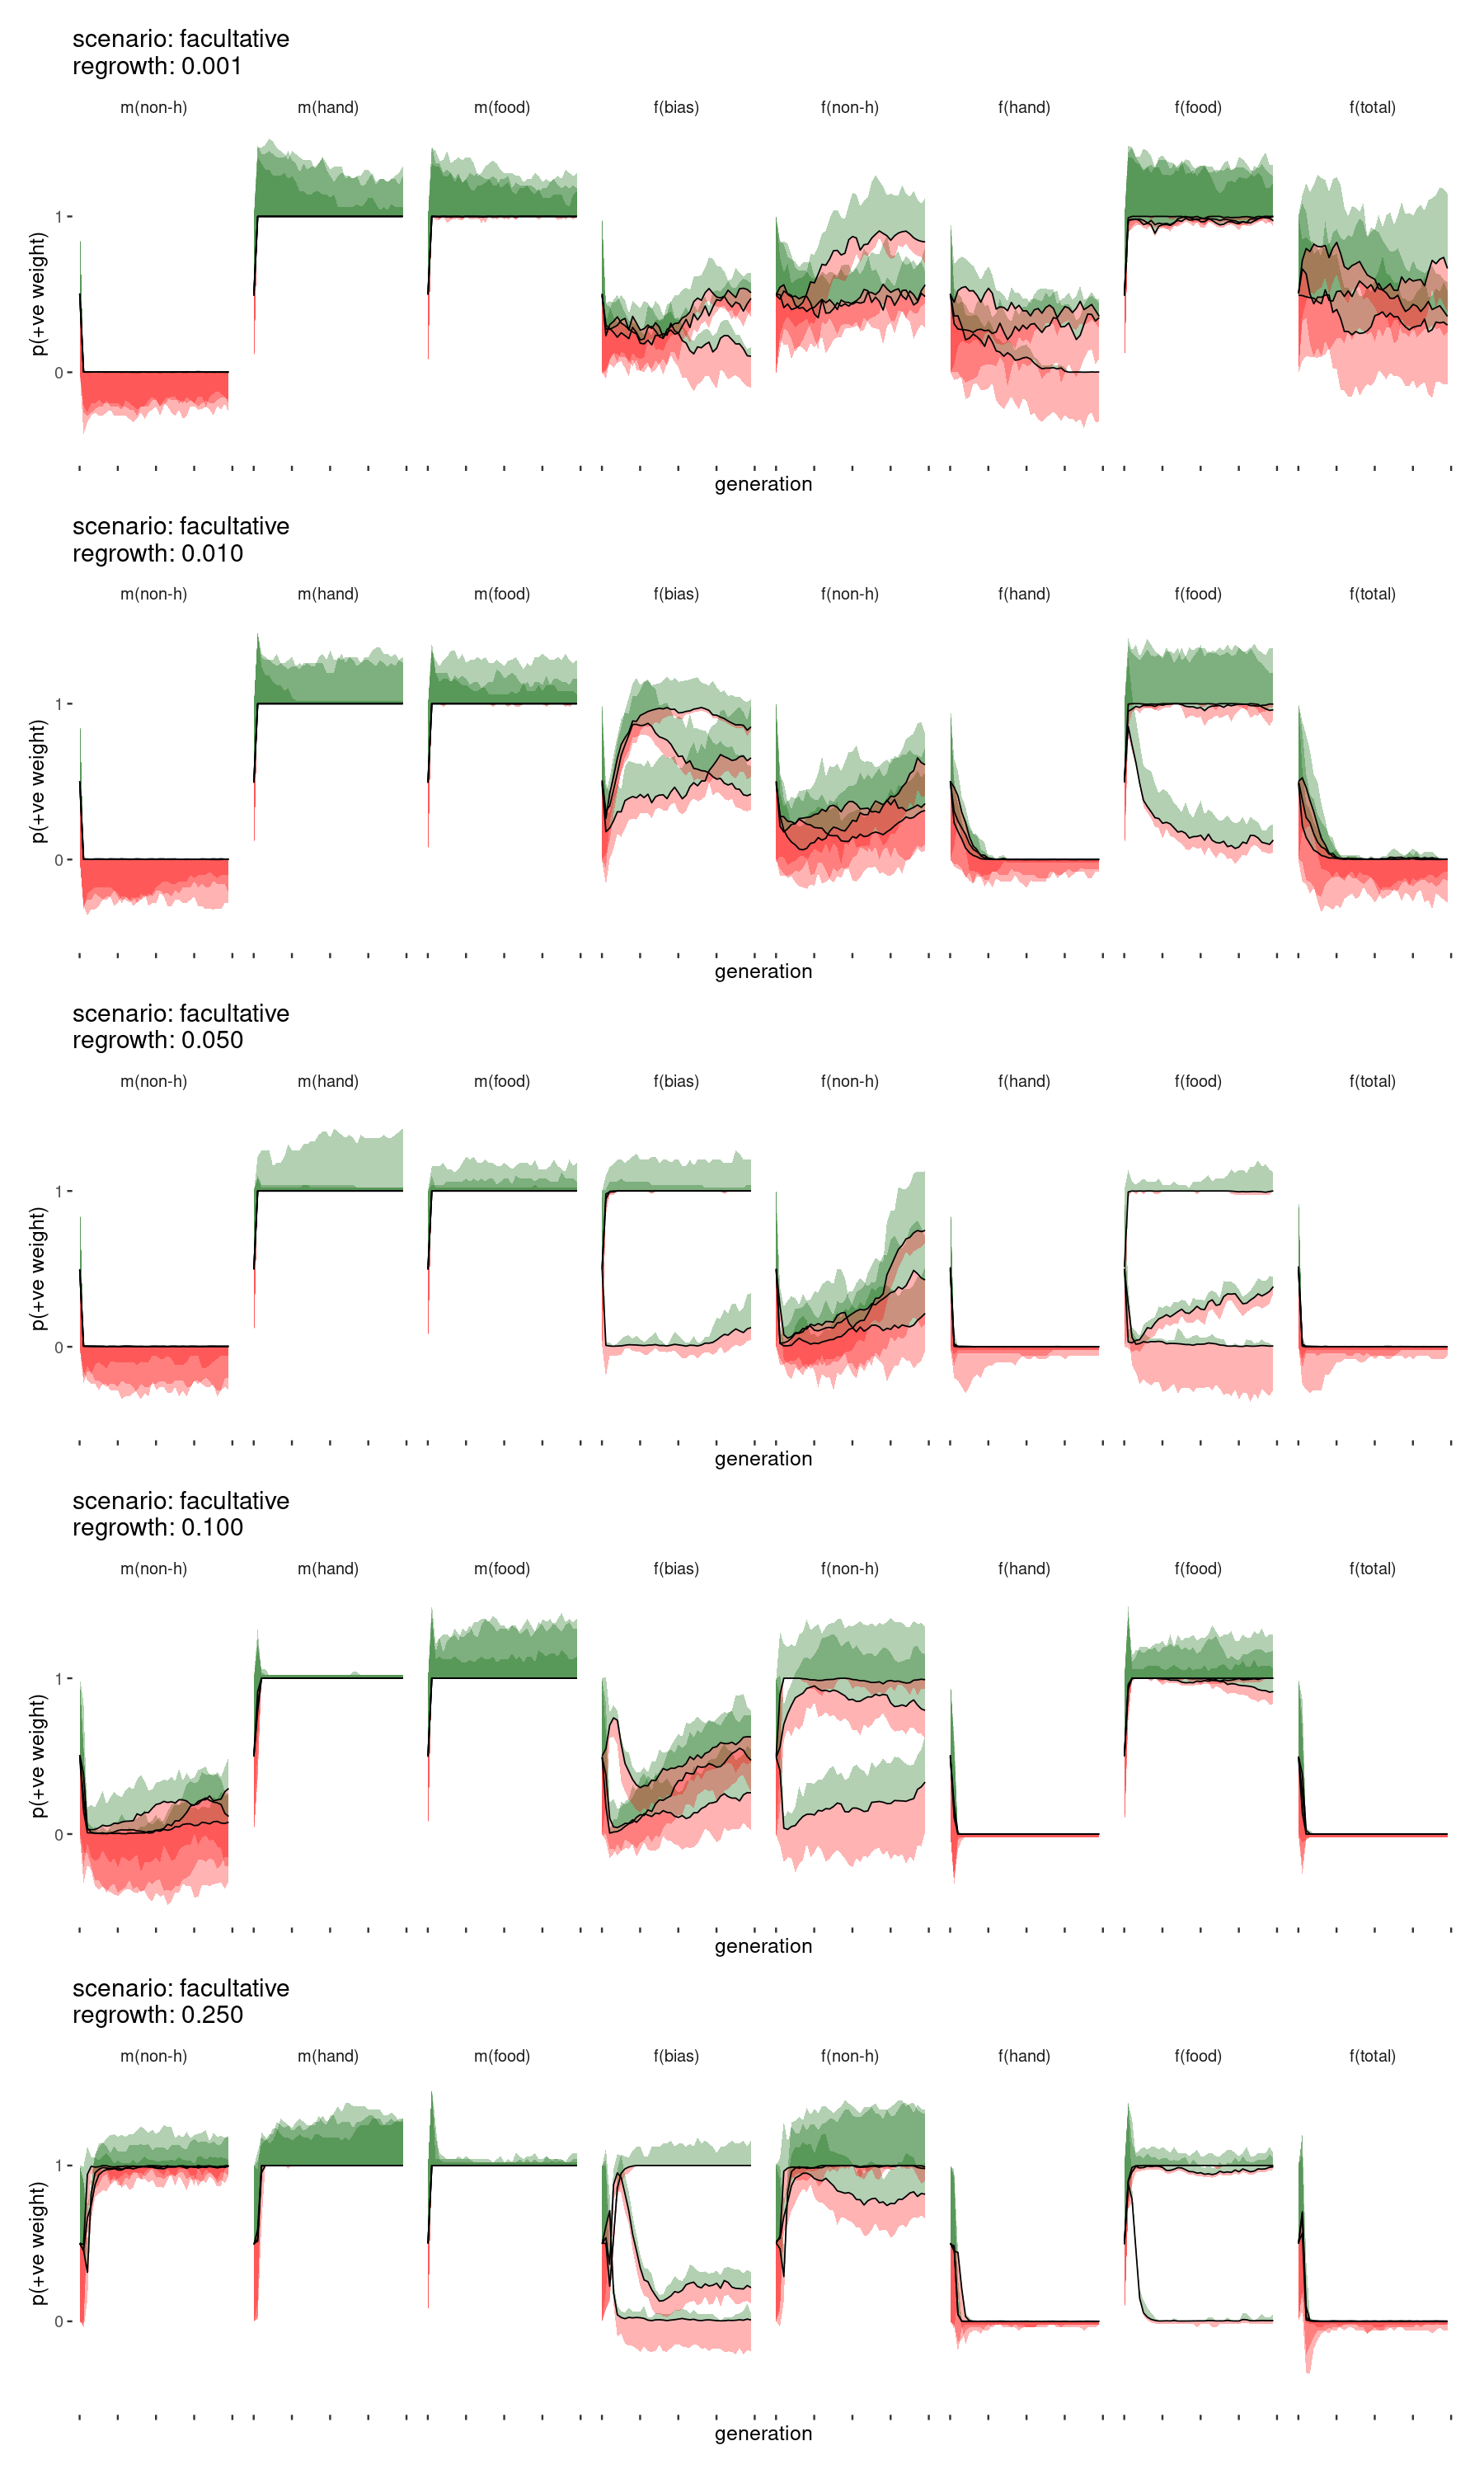 scenario: facultative
regrowth: 0.001
m(non-h) m(hand) m(food) f(bias) f(non-h) f(hand) f(food) f(total)
p(+ve weight)
1
0
generation
scenario: facultative
regrowth: 0.010
m(non-h) m(hand) m(food) f(bias) f(non-h) f(hand) f(food) f(total)
p(+ve weight)
1
0
generation
scenario: facultative
regrowth: 0.050
m(non-h) m(hand) m(food) f(bias) f(non-h) f(hand) f(food) f(total)
p(+ve weight)
1
0
generation
scenario: facultative
regrowth: 0.100
m(non-h) m(hand) m(food) f(bias) f(non-h) f(hand) f(food) f(total)
p(+ve weight)
1
0
generation
scenario: facultative
regrowth: 0.250
m(non-h) m(hand) m(food) f(bias) f(non-h) f(hand) f(food) f(total)
p(+ve weight)
1
0
generation